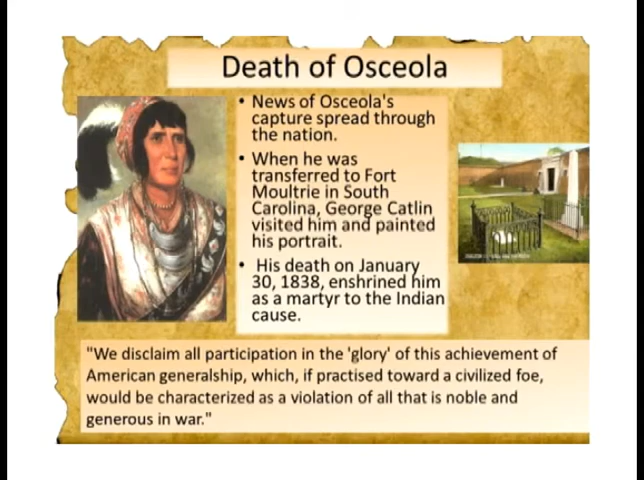 Death of Osceola
• News of Osceola's
capture spread through
the nation.
• When he was
transferred to Fort
Moultrie in South
Carolina, George Catlin
visited him and painted
his portrait.
• His death on January
30, 1838, enshrined him
as a martyr to the Indian
cause.
"We disclaim all participation in the 'glory' of this achievement of
American generalship, which, if practised toward a civilized foe,
would be characterized as a violation of all that is noble and
generous in war."